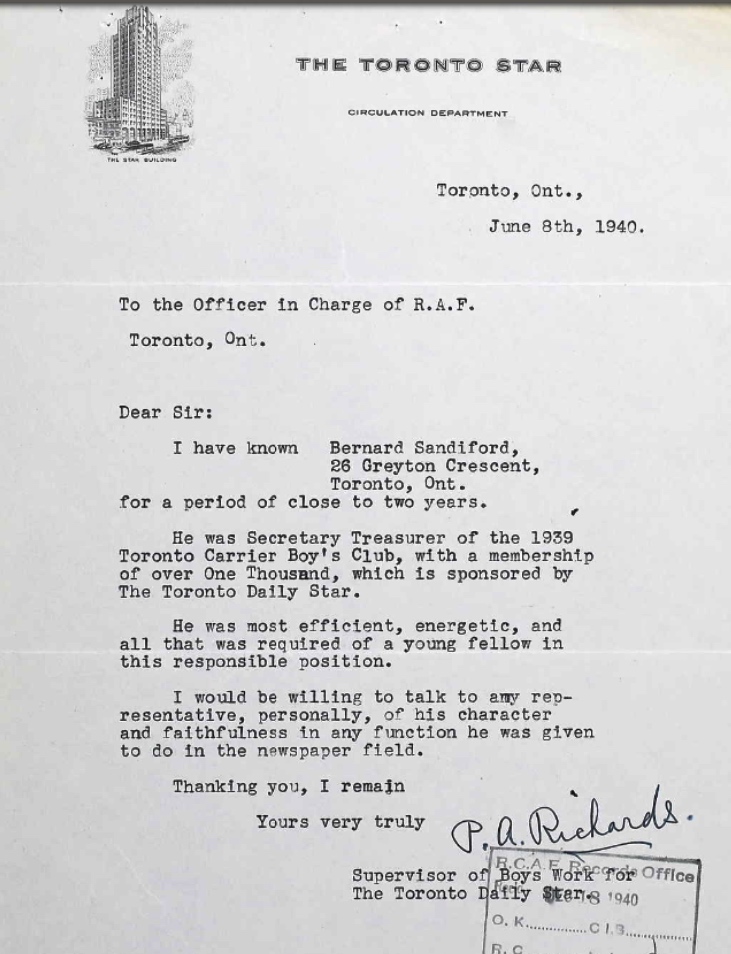 THE TORONTO STAR
CIRCULATION DEPARTMENT
THE STAR BUILDING
Toronto, Ont.,
June 8th, 1940.
To the Officer in Charge of R.A.F.
Toronto, Ont.
Dear Sir:
I have known Bernard Sandiford,
26 Greyton Crescent,
Toronto, Ont.
for a period of close to two years.
He was Secretary Treasurer of the 1939
Toronto Carrier Boy's Club, with a membership
of over One Thousand, which is sponsored by
The Toronto Daily Star.
He was most efficient, energetic, and
all that was required of a young fellow in
this responsible position.
I would be willing to talk to any rep-
resentative, personally, of his character
and faithfulness in any function he was given
to do in the newspaper field.
Thanking you, I remain
Yours very truly
P. A. Richards.
Supervisor of Boys Work for
The Toronto Daily Star.
R.C.A.F. Records Office
18 1940
O. K..............C I.B.................
R. C